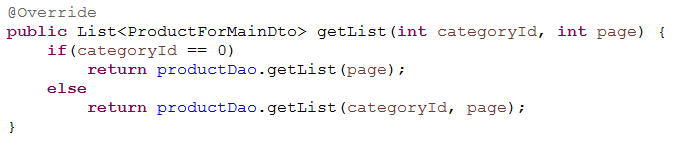 @Override
public List<ProductForMainDto> getList(int categoryId, int page) {
    if(categoryId == 0)
        return productDao.getList(page);
    else
        return productDao.getList(categoryId, page);
}